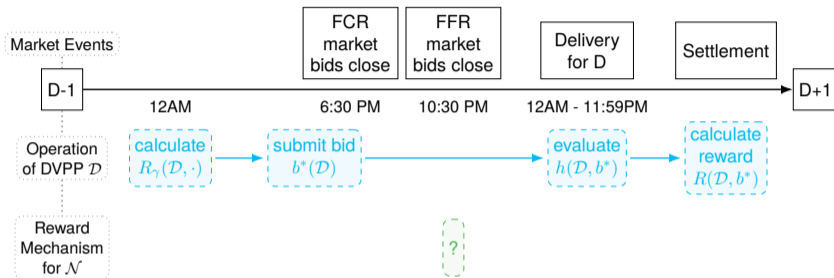 Market Events
FCR
market
bids close
FFR
market
bids close
Delivery
for D
Settlement
D-1
D+1
12AM
6:30 PM
10:30 PM
12AM - 11:59PM
Operation
of DVPP 𝒟
calculate
R_γ(𝒟, ·)
submit bid
b*(𝒟)
evaluate
h(𝒟, b*)
calculate
reward
R(𝒟, b*)
Reward
Mechanism
for 𝒩
?